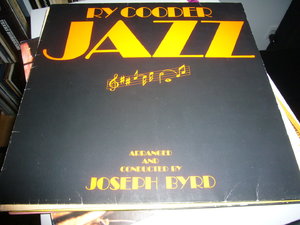 RY COODER
JAZZ
ARRANGED
AND
CONDUCTED BY
JOSEPH BYRD